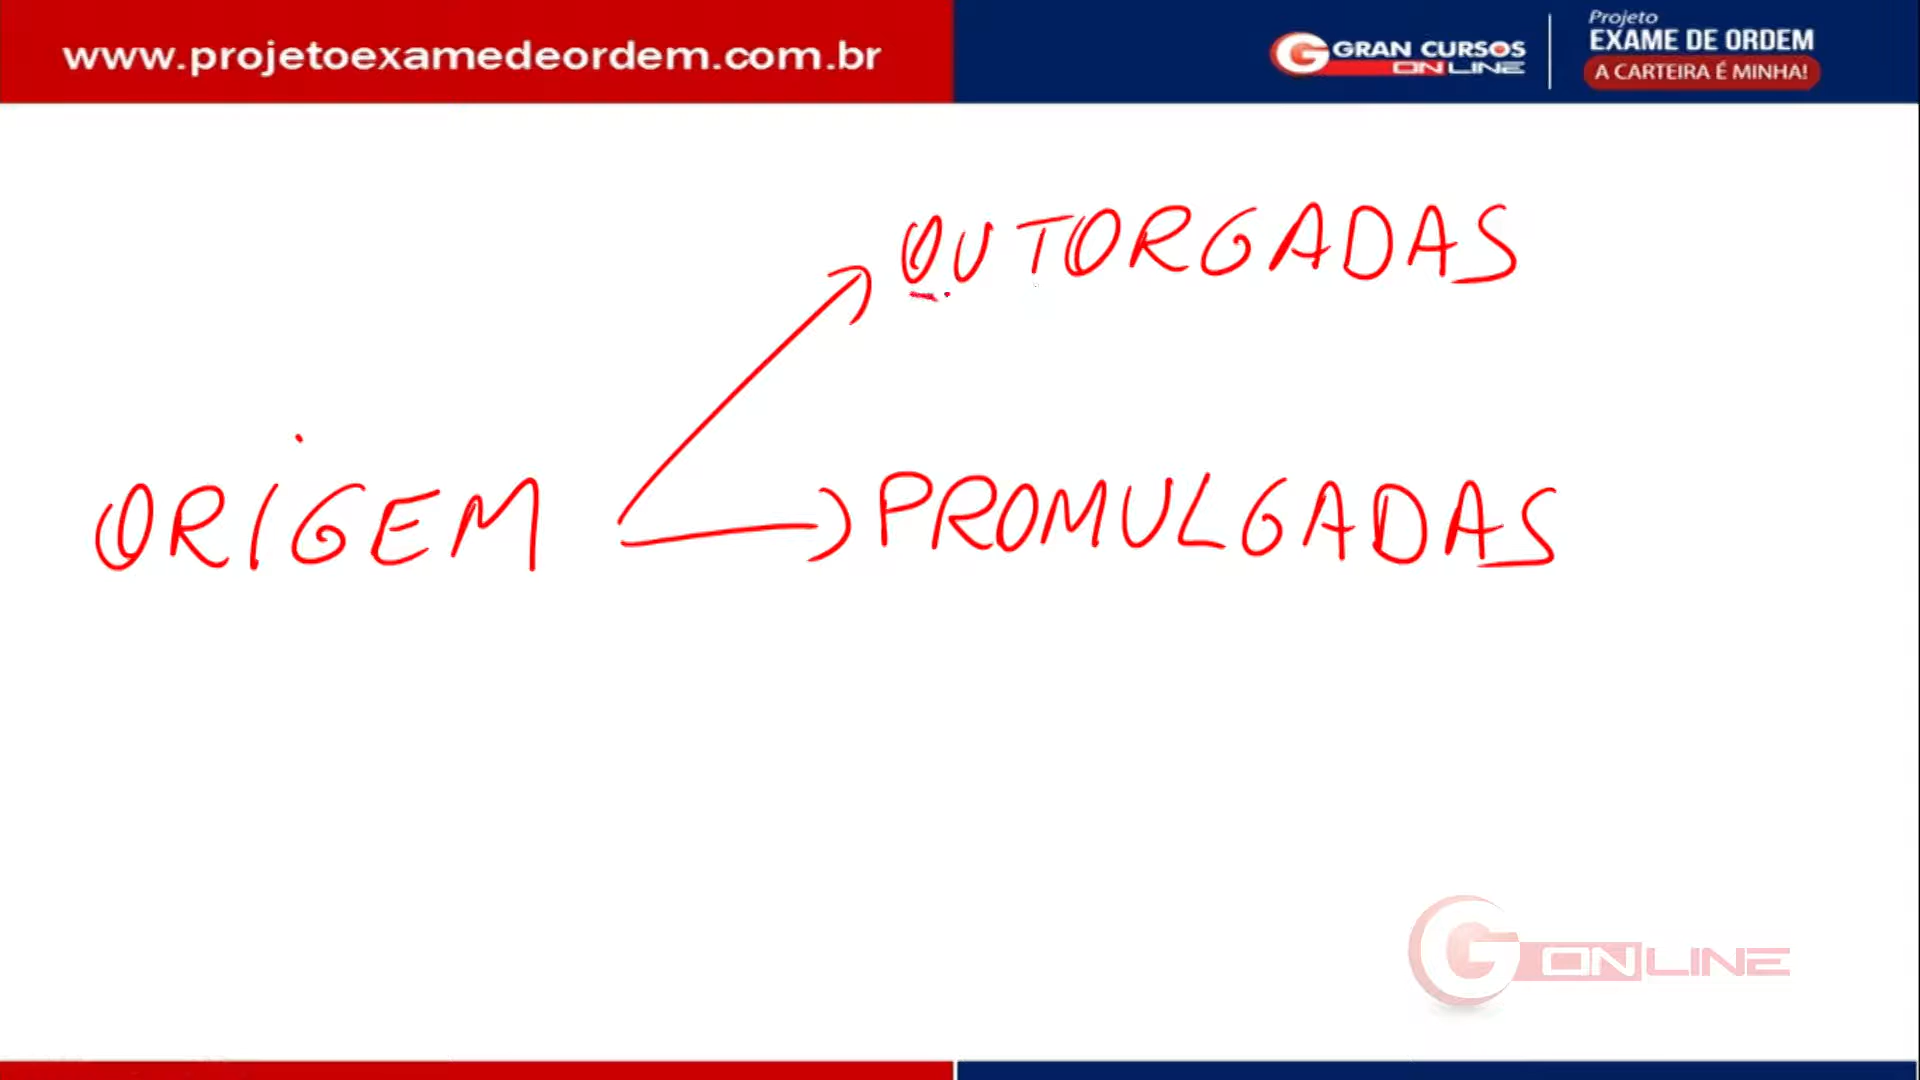 www.projetoexamedeordem.com.br
GRAN CURSOS
ONLINE
Projeto
EXAME DE ORDEM
A CARTEIRA É MINHA!
OUTORGADAS
ORIGEM
PROMULGADAS
G ONLINE